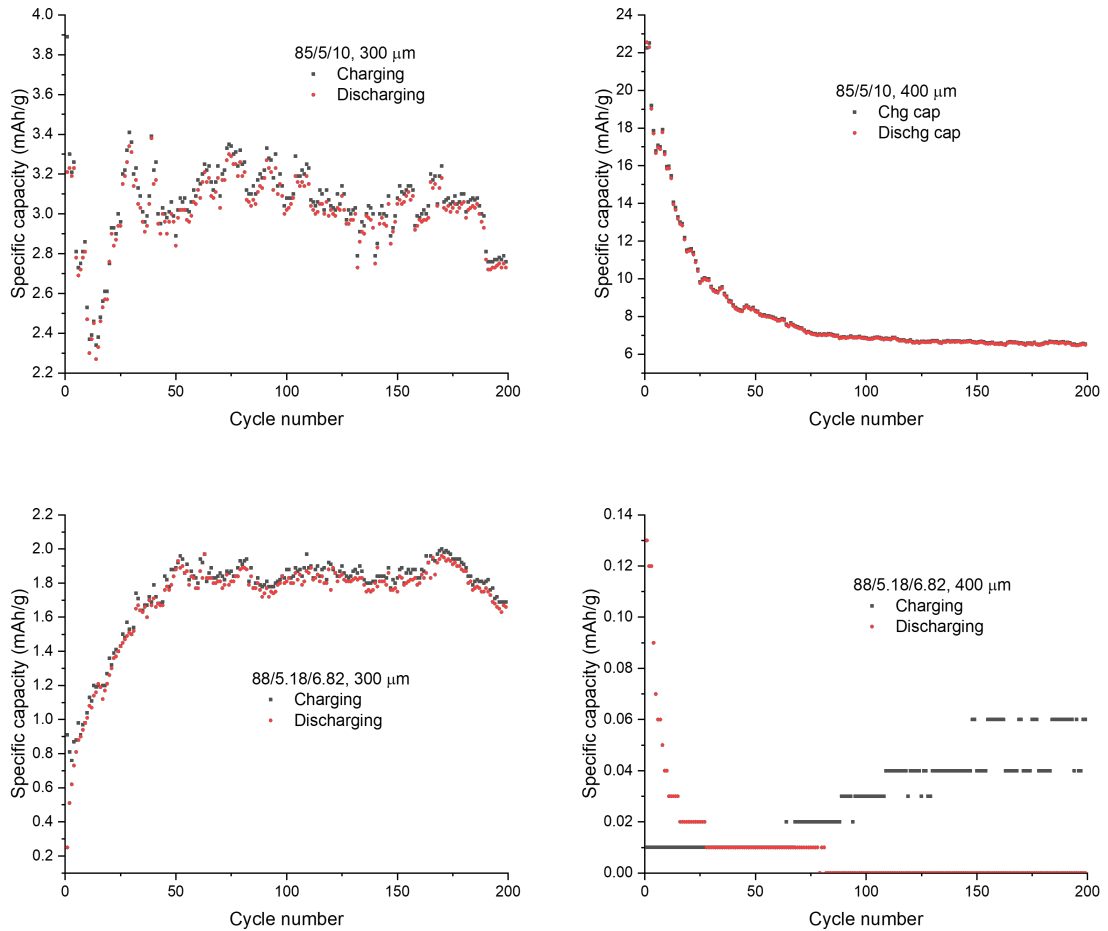 4.0
3.8
3.6
3.4
3.2
3.0
2.8
2.6
2.4
2.2
0
50
100
150
200
Specific capacity (mAh/g)
Cycle number
85/5/10, 300 μm
Charging
Discharging
24
22
20
18
16
14
12
10
8
6
0
50
100
150
200
Specific capacity (mAh/g)
Cycle number
85/5/10, 400 μm
Chg cap
Dischg cap
2.2
2.0
1.8
1.6
1.4
1.2
1.0
0.8
0.6
0.4
0.2
0
50
100
150
200
Specific capacity (mAh/g)
Cycle number
88/5.18/6.82, 300 μm
Charging
Discharging
0.14
0.12
0.10
0.08
0.06
0.04
0.02
0.00
0
50
100
150
200
Specific capacity (mAh/g)
Cycle number
88/5.18/6.82, 400 μm
Charging
Discharging